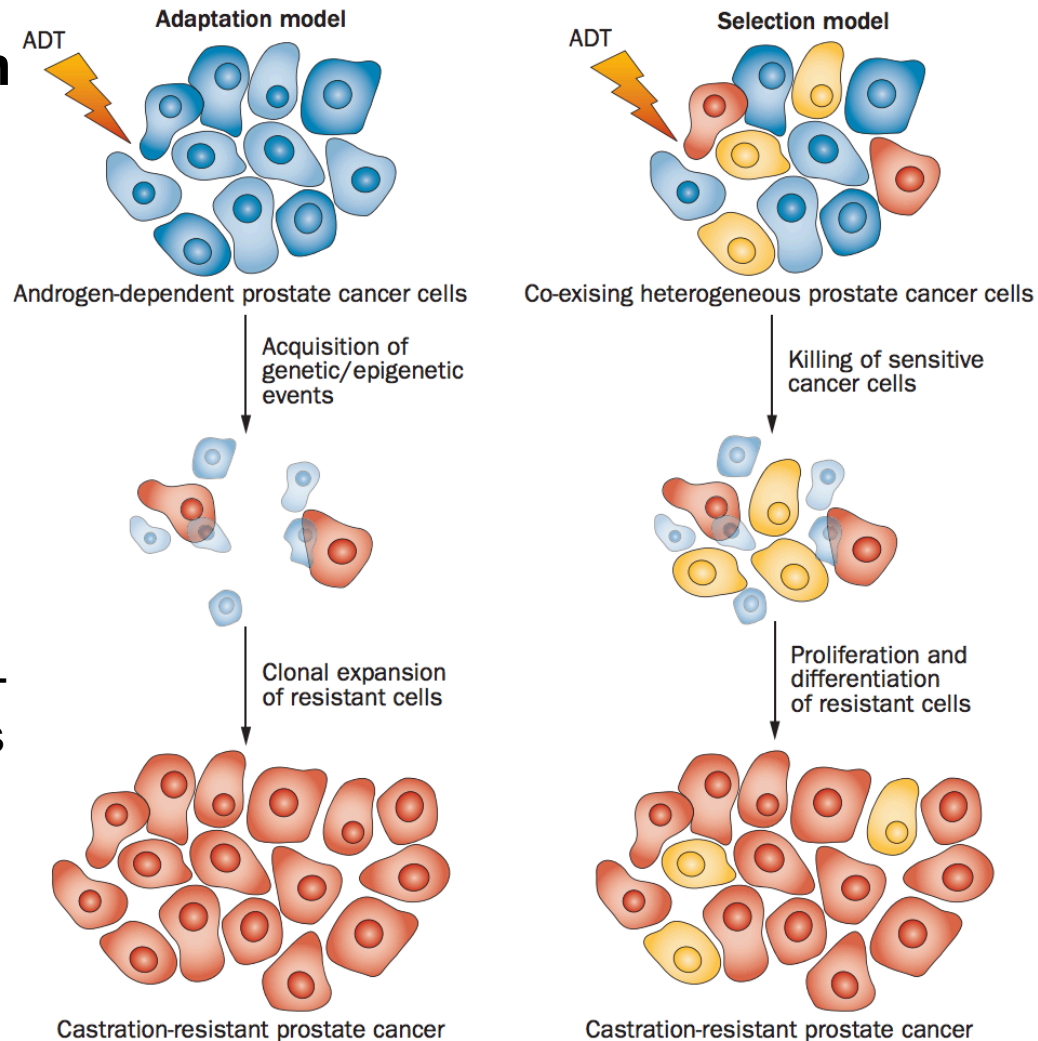 Adaptation model
ADT
Androgen-dependent prostate cancer cells
Acquisition of
genetic/epigenetic
events
Clonal expansion
of resistant cells
Castration-resistant prostate cancer
Selection model
ADT
Co-exising heterogeneous prostate cancer cells
Killing of sensitive
cancer cells
Proliferation and
differentiation
of resistant cells
Castration-resistant prostate cancer